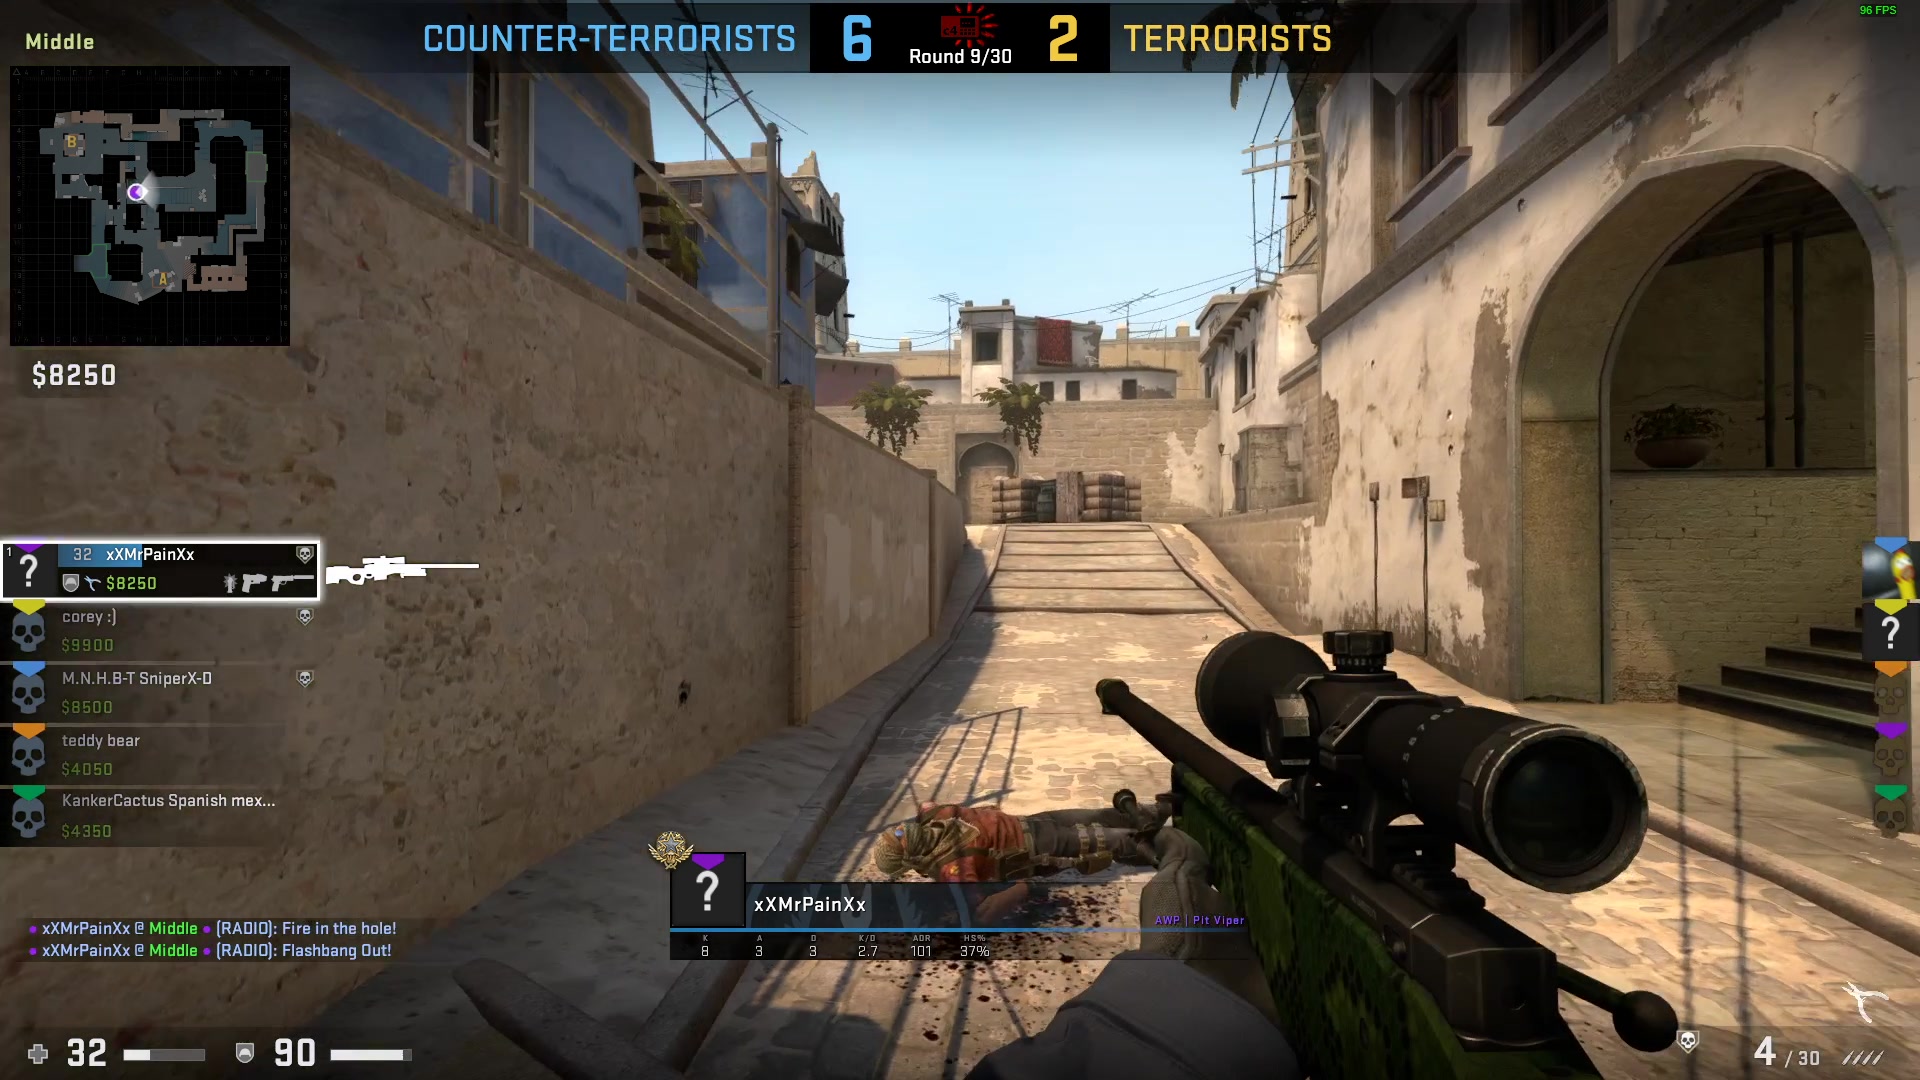 96 FPS
COUNTER-TERRORISTS
6
Round 9/30
2
TERRORISTS
Middle
B
A
$8250
1
?
32 xXMrPainXx
$8250
corey :)
$9900
M.N.H.B-T SniperX-D
$8500
teddy bear
$4050
KankerCactus Spanish mex...
$4350
?
?
xXMrPainXx
AWP | Pit Viper
K A D K/D ADR HS%
8 3 3 2.7 101 37%
• xXMrPainXx @ Middle • (RADIO): Fire in the hole!
• xXMrPainXx @ Middle • (RADIO): Flashbang Out!
32 90
4 / 30